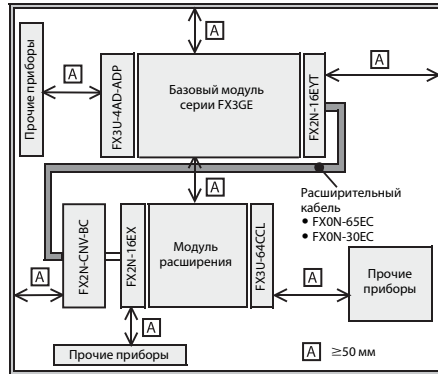 A
Прочие приборы
A
FX3U-4AD-ADP
Базовый модуль
серии FX3GE
FX2N-16EYT
A
A
Расширительный
кабель
• FX0N-65EC
• FX0N-30EC
FX2N-CNV-BC
FX2N-16EX
Модуль
расширения
FX3U-64CCL
A
A
Прочие
приборы
A
Прочие приборы
A ≥50 мм